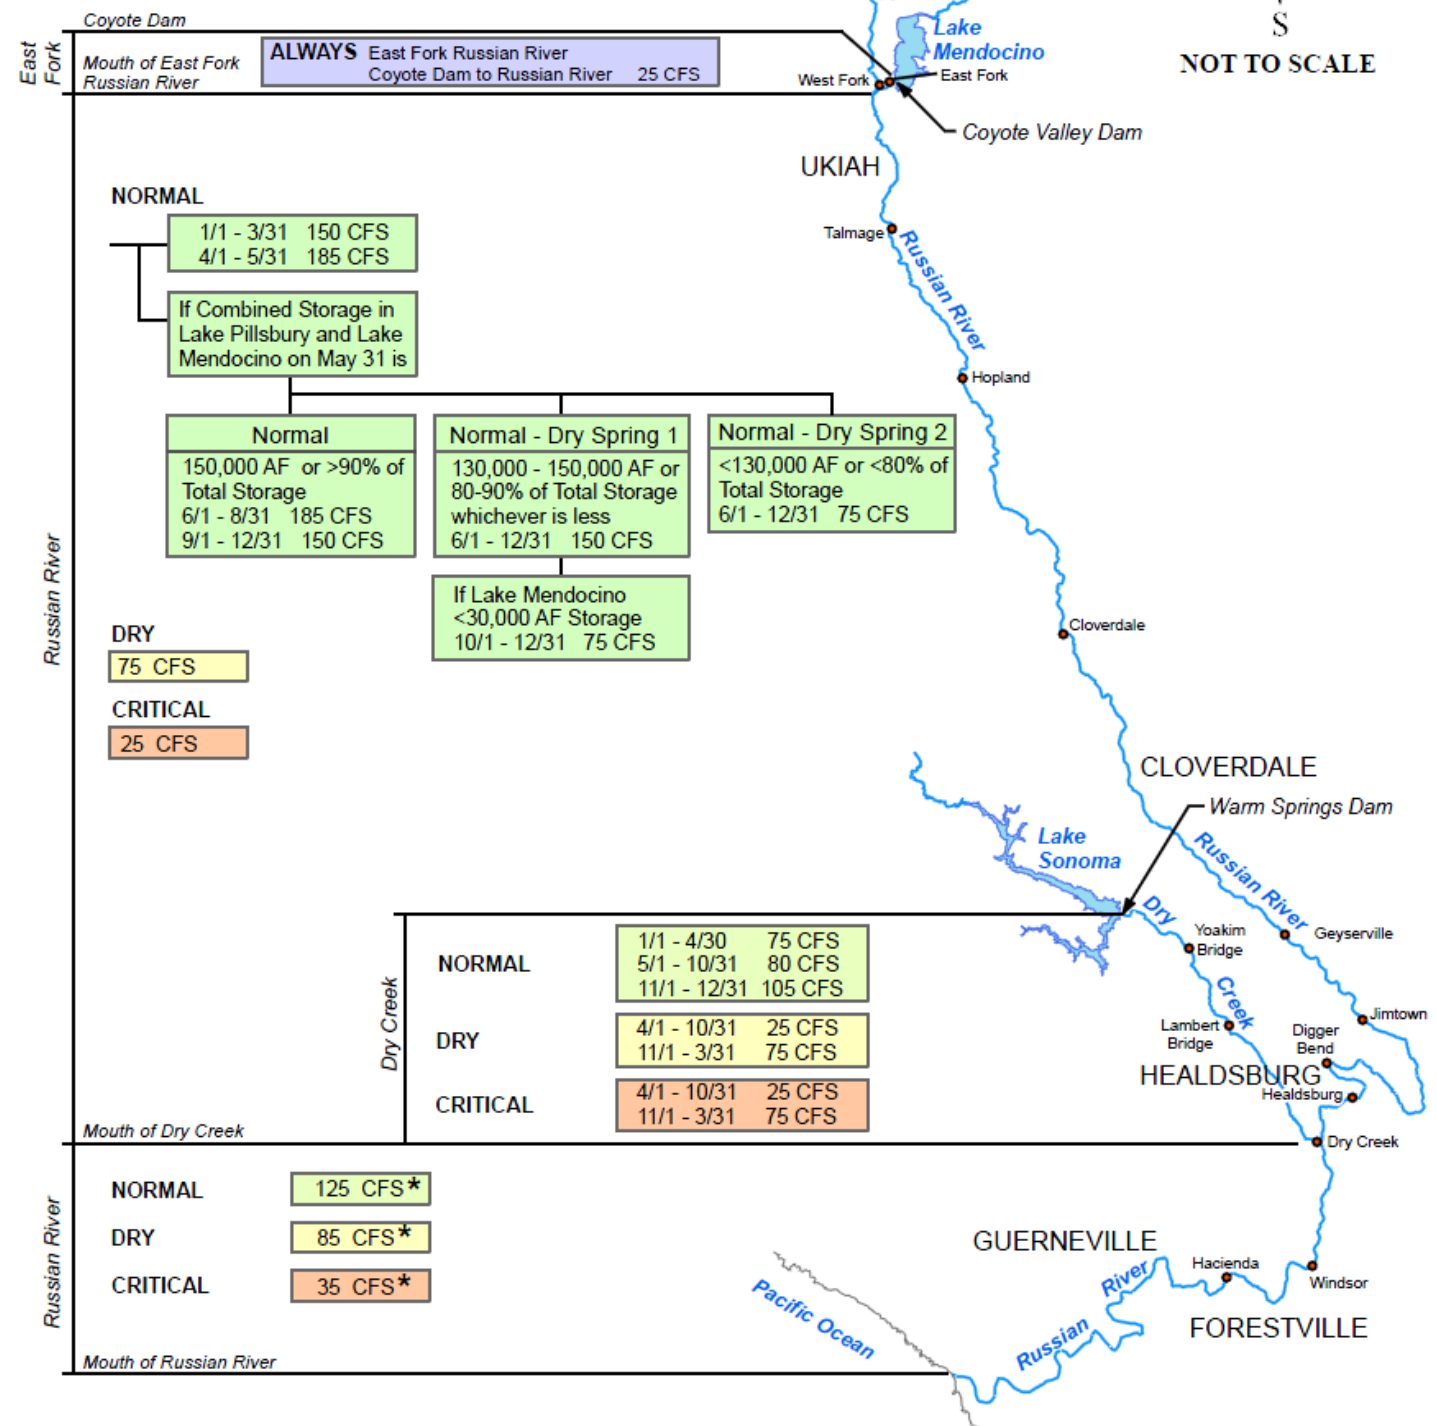 Coyote Dam
East
Fork
Mouth of East Fork
Russian River
ALWAYS East Fork Russian River
Coyote Dam to Russian River 25 CFS
Lake
Mendocino
West Fork
East Fork
Coyote Valley Dam
S
NOT TO SCALE
UKIAH
Talmage
Russian River
Hopland
NORMAL
1/1 - 3/31 150 CFS
4/1 - 5/31 185 CFS
If Combined Storage in
Lake Pillsbury and Lake
Mendocino on May 31 is
Normal
150,000 AF or >90% of
Total Storage
6/1 - 8/31 185 CFS
9/1 - 12/31 150 CFS
Normal - Dry Spring 1
130,000 - 150,000 AF or
80-90% of Total Storage
whichever is less
6/1 - 12/31 150 CFS
If Lake Mendocino
<30,000 AF Storage
10/1 - 12/31 75 CFS
Normal - Dry Spring 2
<130,000 AF or <80% of
Total Storage
6/1 - 12/31 75 CFS
Russian River
DRY
75 CFS
CRITICAL
25 CFS
Cloverdale
CLOVERDALE
Warm Springs Dam
Lake
Sonoma
Russian River
Dry
Creek
Yoakim
Bridge
Geyserville
Lambert
Bridge
Digger
Bend
Jimtown
HEALDSBURG
Healdsburg
Dry Creek
Dry Creek
NORMAL
1/1 - 4/30 75 CFS
5/1 - 10/31 80 CFS
11/1 - 12/31 105 CFS
DRY
4/1 - 10/31 25 CFS
11/1 - 3/31 75 CFS
CRITICAL
4/1 - 10/31 25 CFS
11/1 - 3/31 75 CFS
Mouth of Dry Creek
Russian River
NORMAL
125 CFS*
DRY
85 CFS*
CRITICAL
35 CFS*
Mouth of Russian River
GUERNEVILLE
Hacienda
Windsor
FORESTVILLE
Russian River
Pacific Ocean